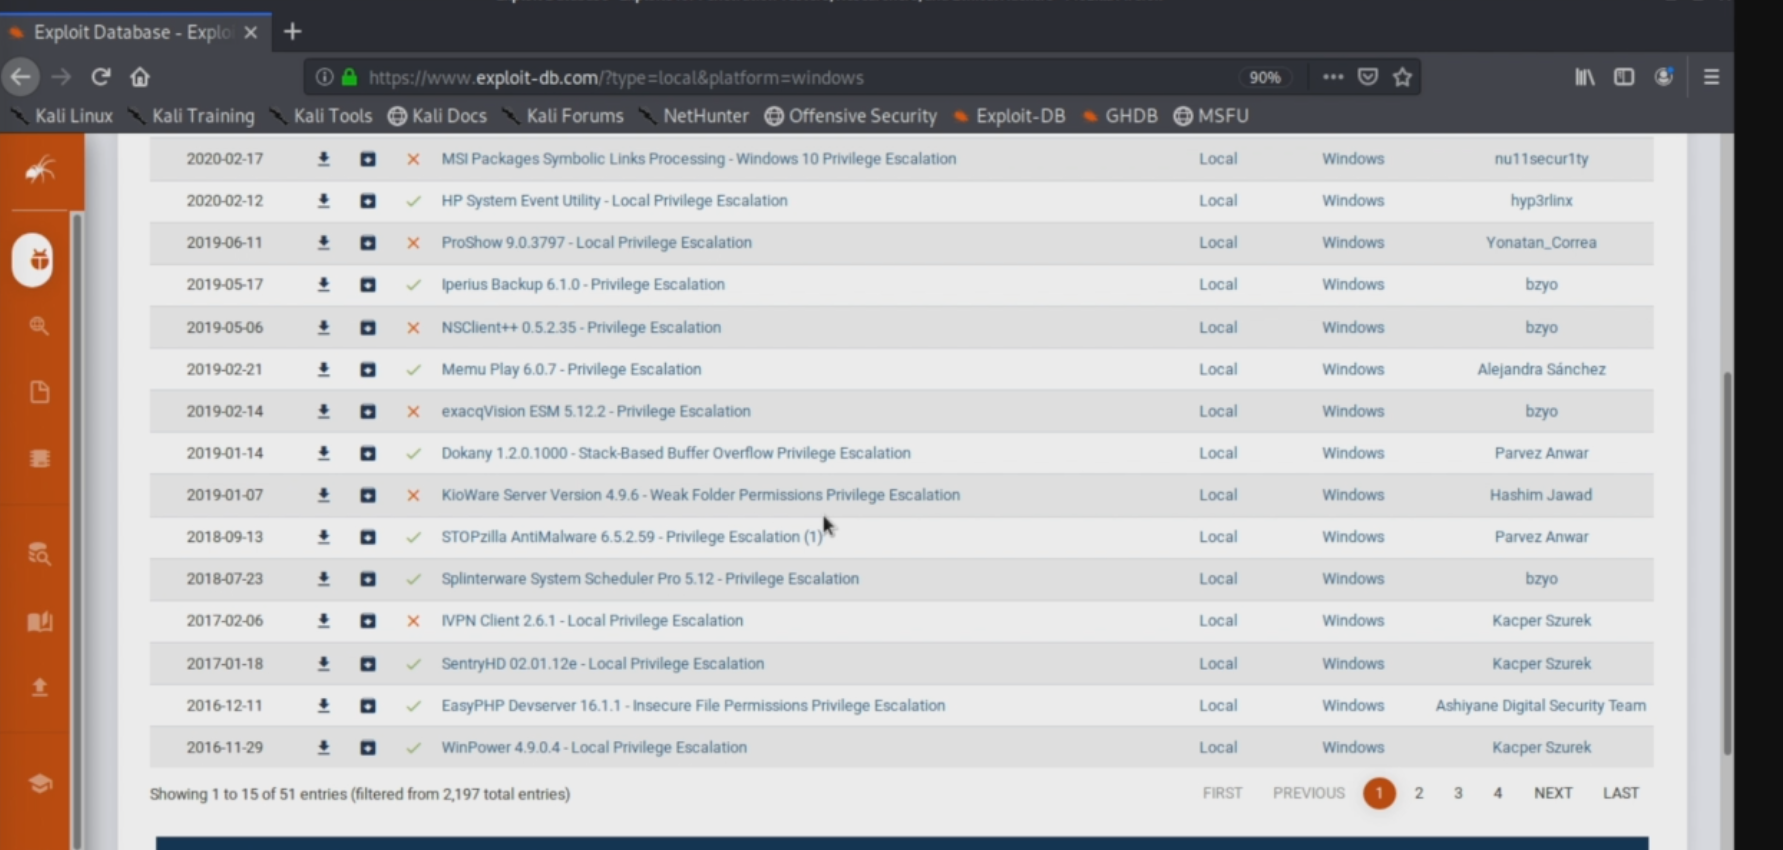 Exploit Database - Explo
https://www.exploit-db.com/?type=local&platform=windows 90%
Kali Linux Kali Training Kali Tools Kali Docs Kali Forums NetHunter Offensive Security Exploit-DB GHDB MSFU
2020-02-17 MSI Packages Symbolic Links Processing - Windows 10 Privilege Escalation Local Windows nu11secur1ty
2020-02-12 HP System Event Utility - Local Privilege Escalation Local Windows hyp3rlinx
2019-06-11 ProShow 9.0.3797 - Local Privilege Escalation Local Windows Yonatan_Correa
2019-05-17 Iperius Backup 6.1.0 - Privilege Escalation Local Windows bzyo
2019-05-06 NSClient++ 0.5.2.35 - Privilege Escalation Local Windows bzyo
2019-02-21 Memu Play 6.0.7 - Privilege Escalation Local Windows Alejandra Sánchez
2019-02-14 exacqVision ESM 5.12.2 - Privilege Escalation Local Windows bzyo
2019-01-14 Dokany 1.2.0.1000 - Stack-Based Buffer Overflow Privilege Escalation Local Windows Parvez Anwar
2019-01-07 KioWare Server Version 4.9.6 - Weak Folder Permissions Privilege Escalation Local Windows Hashim Jawad
2018-09-13 STOPzilla AntiMalware 6.5.2.59 - Privilege Escalation (1) Local Windows Parvez Anwar
2018-07-23 Splinterware System Scheduler Pro 5.12 - Privilege Escalation Local Windows bzyo
2017-02-06 IVPN Client 2.6.1 - Local Privilege Escalation Local Windows Kacper Szurek
2017-01-18 SentryHD 02.01.12e - Local Privilege Escalation Local Windows Kacper Szurek
2016-12-11 EasyPHP Devserver 16.1.1 - Insecure File Permissions Privilege Escalation Local Windows Ashiyane Digital Security Team
2016-11-29 WinPower 4.9.0.4 - Local Privilege Escalation Local Windows Kacper Szurek
Showing 1 to 15 of 51 entries (filtered from 2,197 total entries) FIRST PREVIOUS 1 2 3 4 NEXT LAST